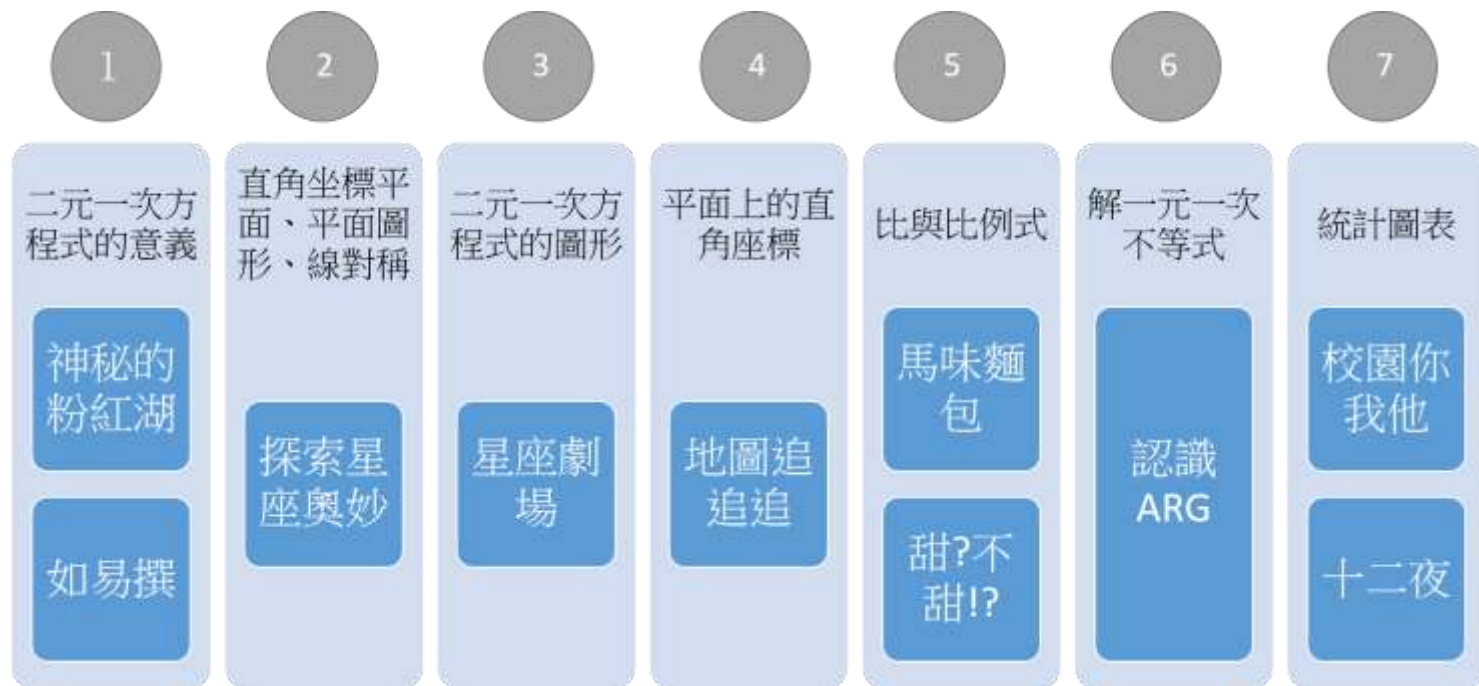 1
2
3
4
5
6
7
二元一次方
程式的意義
神秘的
粉紅湖
如易撰
直角坐標平
面、平面圖
形、線對稱
探索星
座奧妙
二元一次方
程式的圖形
星座劇
場
平面上的直
角座標
地圖追
追追
比與比例式
馬味麵
包
甜?不
甜!?
解一元一次
不等式
認識
ARG
統計圖表
校園你
我他
十二夜